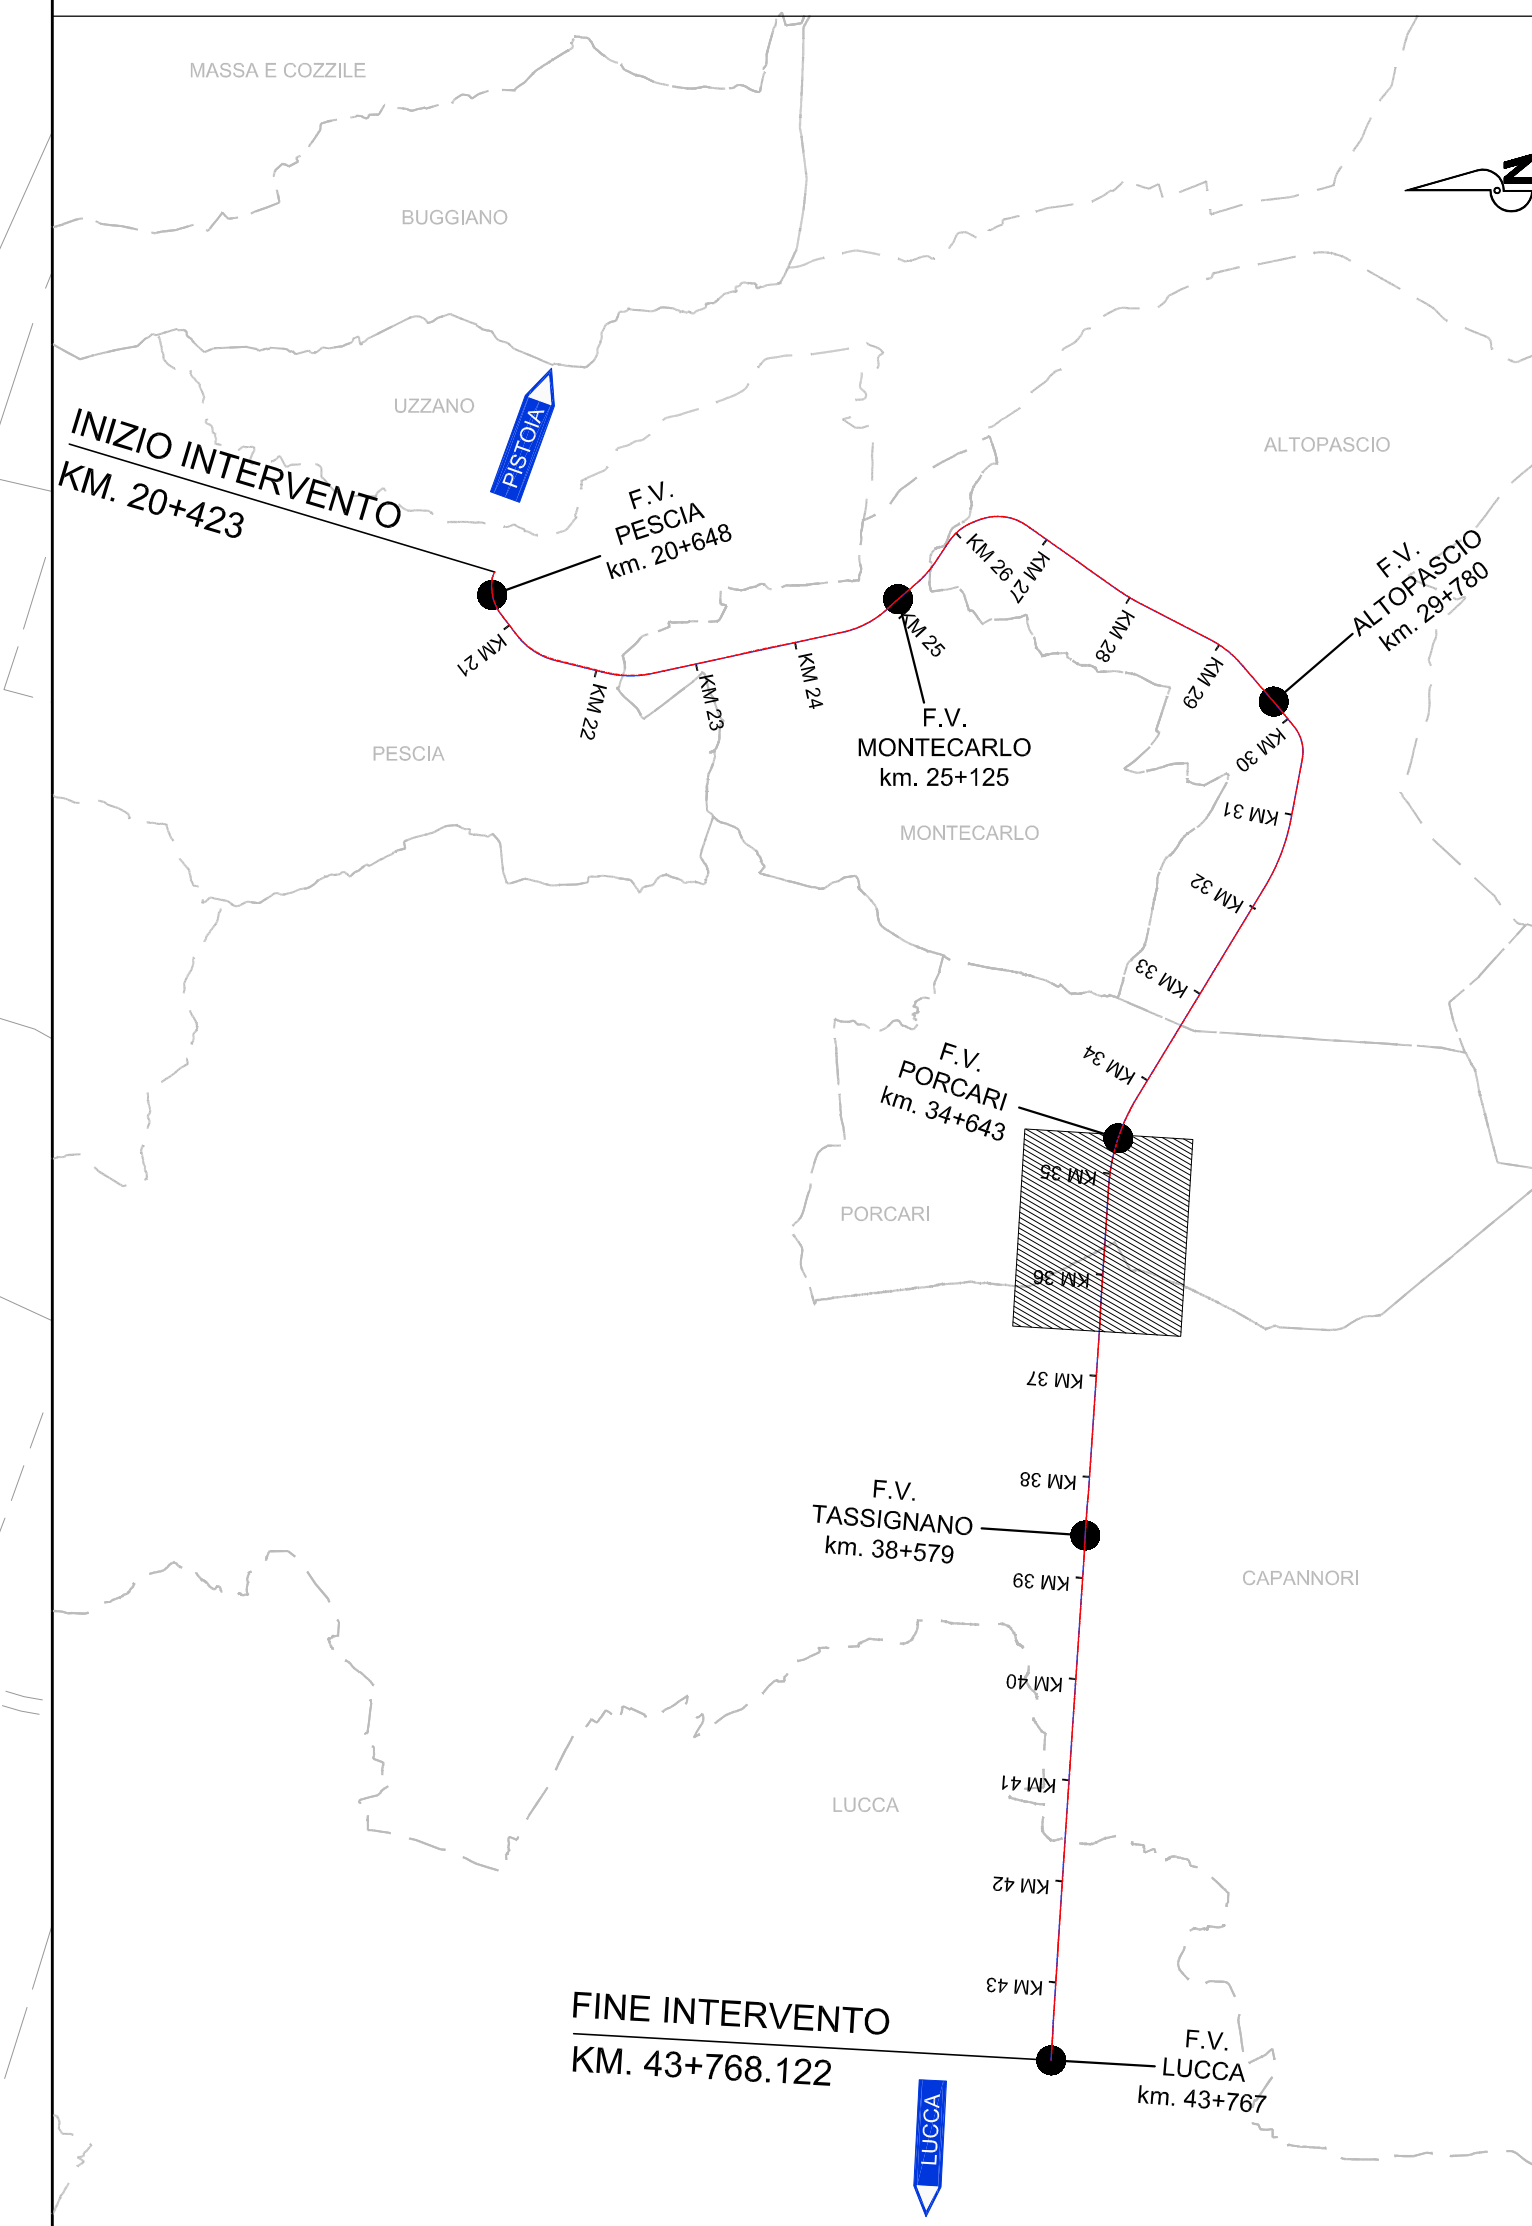 MASSA E COZZILE
N
BUGGIANO
UZZANO
PISTOIA
INIZIO INTERVENTO
KM. 20+423
F.V.
PESCIA
km. 20+648
ALTOPASCIO
F.V.
ALTOPASCIO
km. 29+780
KM 21
KM 22
KM 23
KM 24
KM 25
KM 26
KM 27
KM 28
KM 29
KM 30
F.V.
MONTECARLO
km. 25+125
PESCIA
MONTECARLO
KM 31
KM 32
KM 33
KM 34
F.V.
PORCARI
km. 34+643
KM 35
PORCARI
KM 36
KM 37
KM 38
F.V.
TASSIGNANO
km. 38+579
KM 39
CAPANNORI
KM 40
KM 41
LUCCA
KM 42
KM 43
FINE INTERVENTO
KM. 43+768.122
F.V.
LUCCA
km. 43+767
LUCCA